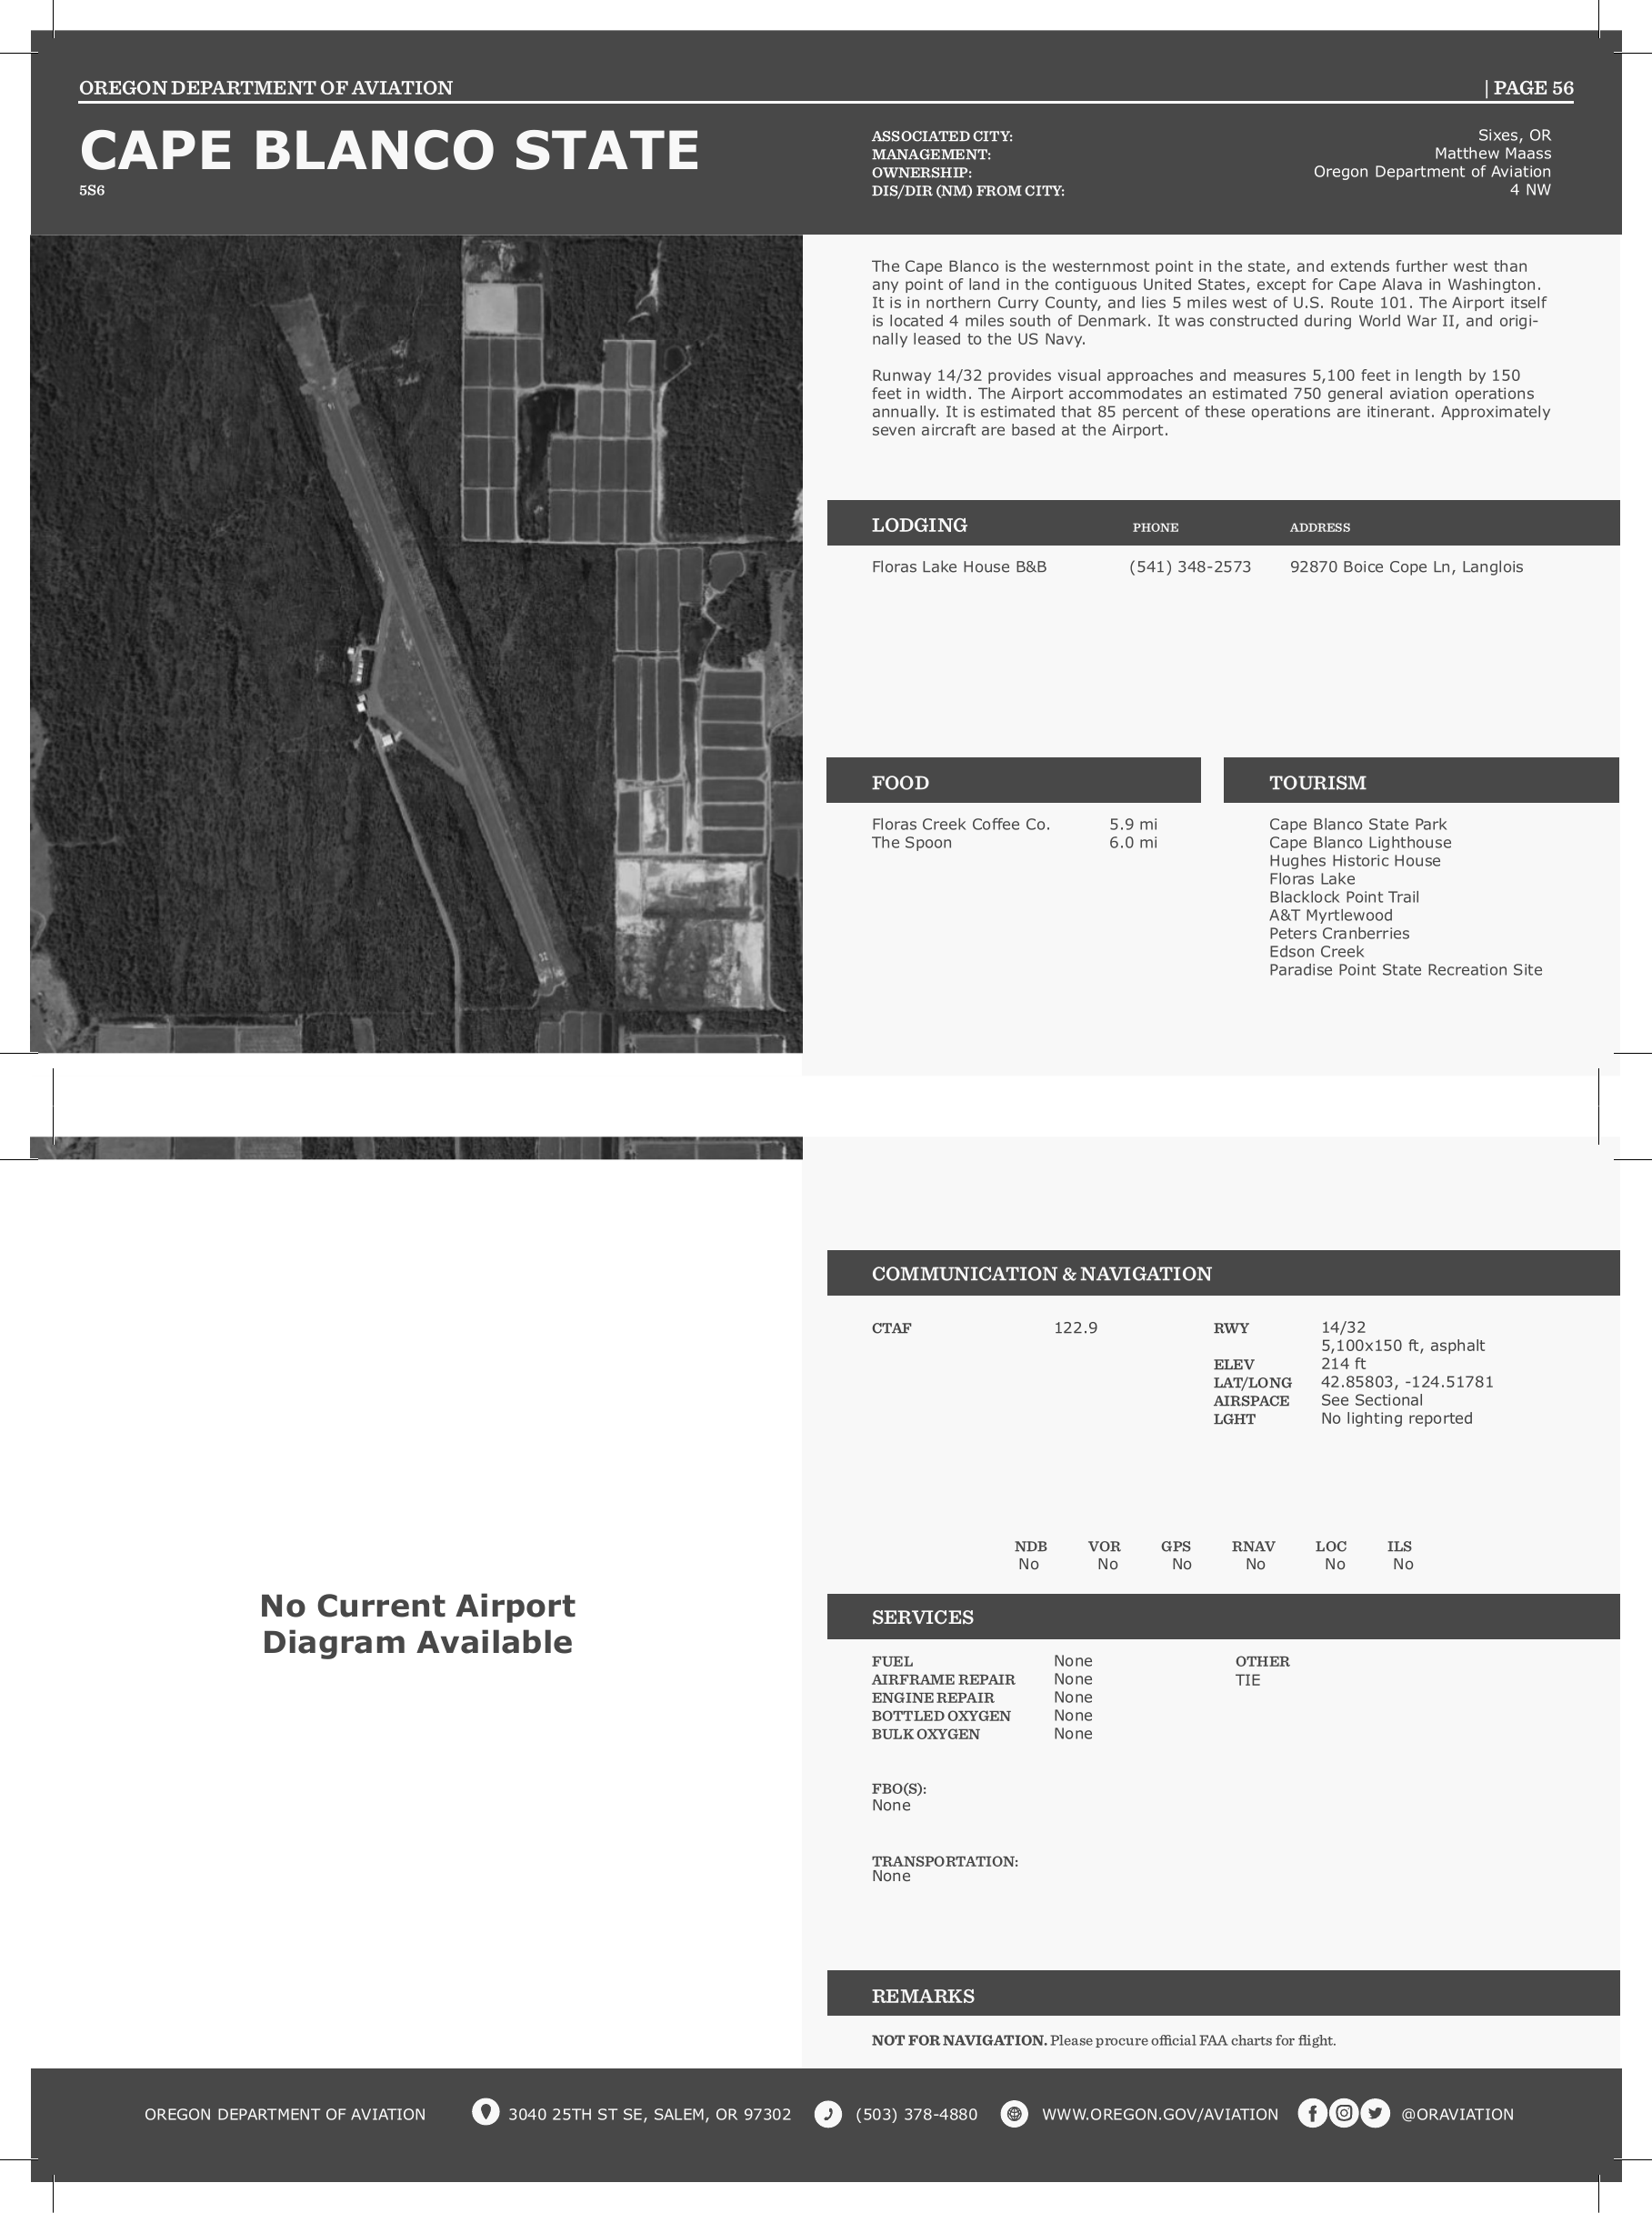 OREGON DEPARTMENT OF AVIATION
| PAGE 56
CAPE BLANCO STATE
5S6
ASSOCIATED CITY: Sixes, OR
MANAGEMENT: Matthew Maass
OWNERSHIP: Oregon Department of Aviation
DIS/DIR (NM) FROM CITY: 4 NW
The Cape Blanco is the westernmost point in the state, and extends further west than
any point of land in the contiguous United States, except for Cape Alava in Washington.
It is in northern Curry County, and lies 5 miles west of U.S. Route 101. The Airport itself
is located 4 miles south of Denmark. It was constructed during World War II, and origi-
nally leased to the US Navy.
Runway 14/32 provides visual approaches and measures 5,100 feet in length by 150
feet in width. The Airport accommodates an estimated 750 general aviation operations
annually. It is estimated that 85 percent of these operations are itinerant. Approximately
seven aircraft are based at the Airport.
LODGING PHONE ADDRESS
Floras Lake House B&B (541) 348-2573 92870 Boice Cope Ln, Langlois
FOOD
Floras Creek Coffee Co. 5.9 mi
The Spoon 6.0 mi
TOURISM
Cape Blanco State Park
Cape Blanco Lighthouse
Hughes Historic House
Floras Lake
Blacklock Point Trail
A&T Myrtlewood
Peters Cranberries
Edson Creek
Paradise Point State Recreation Site
No Current Airport
Diagram Available
COMMUNICATION & NAVIGATION
CTAF 122.9
RWY 14/32
5,100x150 ft, asphalt
ELEV 214 ft
LAT/LONG 42.85803, -124.51781
AIRSPACE See Sectional
LGHT No lighting reported
NDB VOR GPS RNAV LOC ILS
No No No No No No
SERVICES
FUEL None
AIRFRAME REPAIR None
ENGINE REPAIR None
BOTTLED OXYGEN None
BULK OXYGEN None
OTHER
TIE
FBO(S):
None
TRANSPORTATION:
None
REMARKS
NOT FOR NAVIGATION. Please procure official FAA charts for flight.
OREGON DEPARTMENT OF AVIATION 3040 25TH ST SE, SALEM, OR 97302 (503) 378-4880 WWW.OREGON.GOV/AVIATION @ORAVIATION